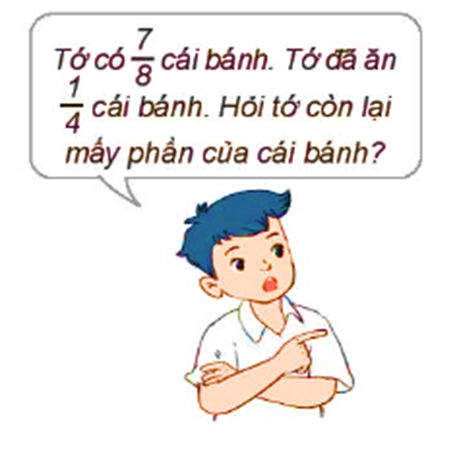 Tớ có 7/8 cái bánh. Tớ đã ăn
1/4 cái bánh. Hỏi tớ còn lại
mấy phần của cái bánh?